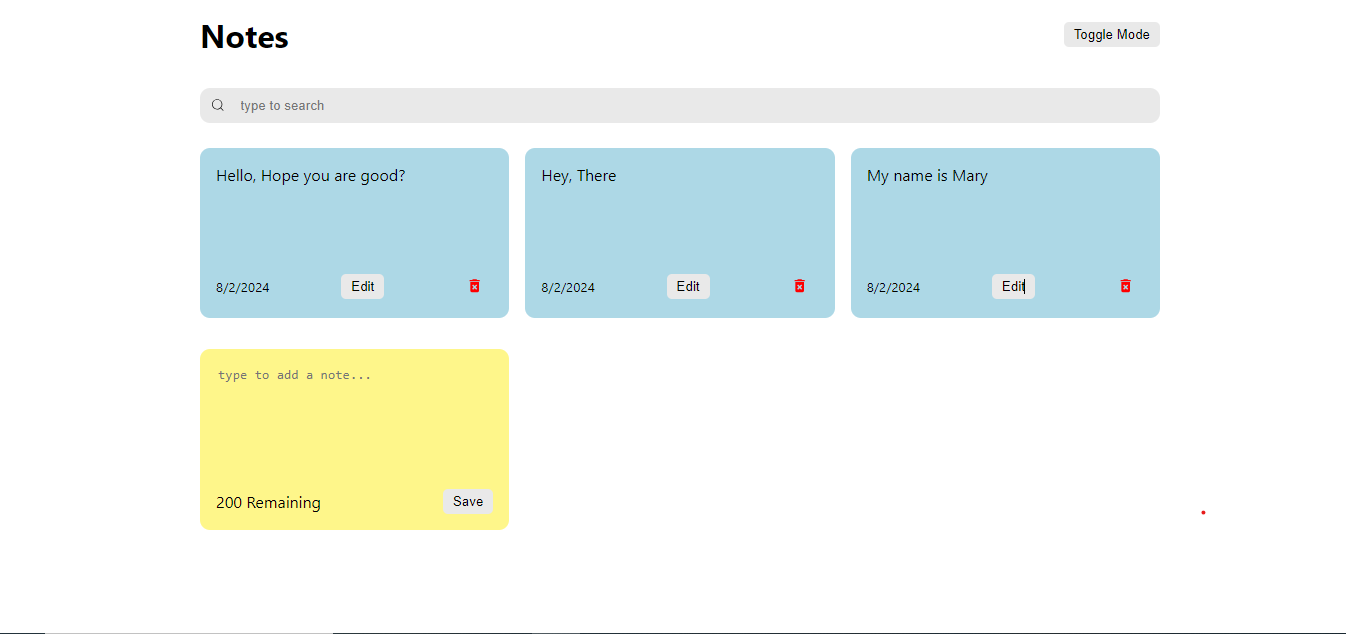 Notes
Toggle Mode
type to search
Hello, Hope you are good?
8/2/2024
Edit
Hey, There
8/2/2024
Edit
My name is Mary
8/2/2024
Edit
type to add a note...
200 Remaining
Save